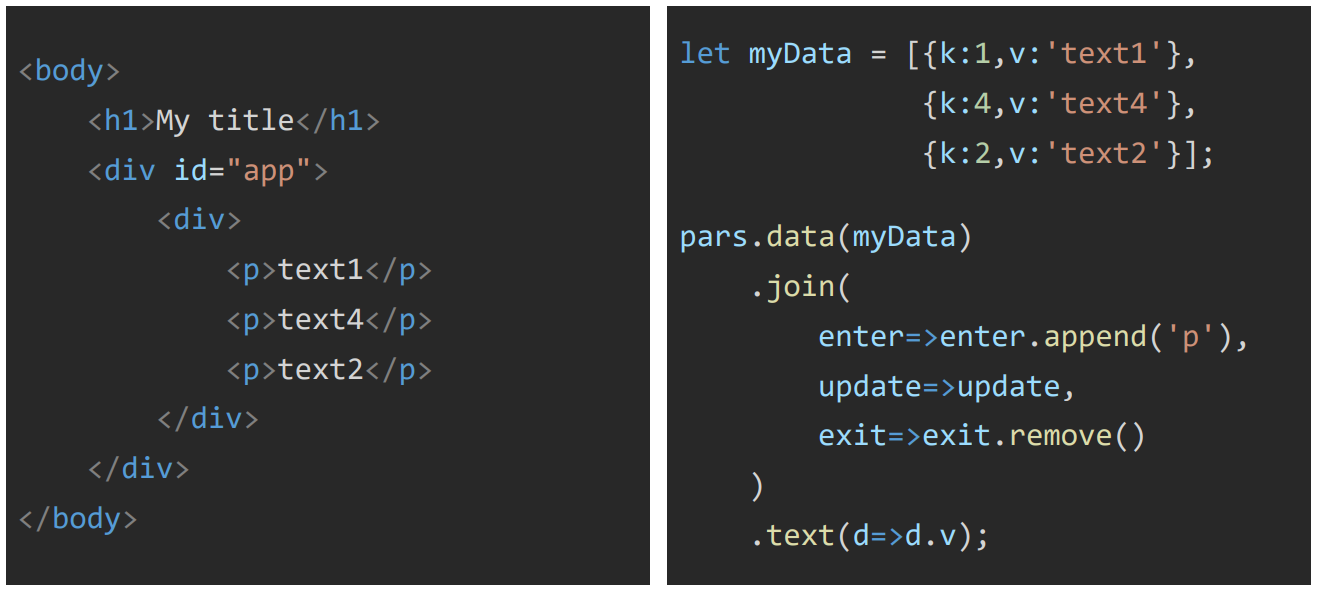 <body>
    <h1>My title</h1>
    <div id="app">
        <div>
            <p>text1</p>
            <p>text4</p>
            <p>text2</p>
        </div>
    </div>
</body>
let myData = [{k:1,v:'text1'},
              {k:4,v:'text4'},
              {k:2,v:'text2'}];
pars.data(myData)
    .join(
        enter=>enter.append('p'),
        update=>update,
        exit=>exit.remove()
    )
    .text(d=>d.v);